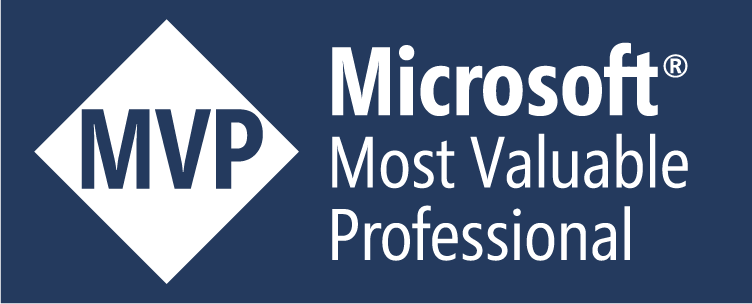 MVP
Microsoft®
Most Valuable
Professional